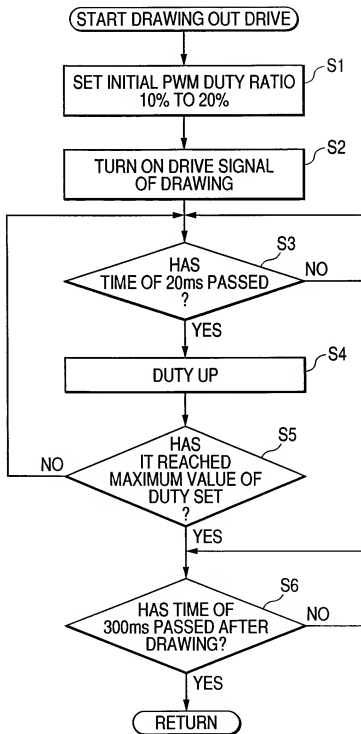 START DRAWING OUT DRIVE
S1
SET INITIAL PWM DUTY RATIO
10% TO 20%
S2
TURN ON DRIVE SIGNAL
OF DRAWING
S3
HAS
TIME OF 20ms PASSED
?
NO
YES
S4
DUTY UP
S5
HAS
IT REACHED
MAXIMUM VALUE OF
DUTY SET
?
NO
YES
S6
HAS TIME OF
300ms PASSED AFTER
DRAWING?
NO
YES
RETURN